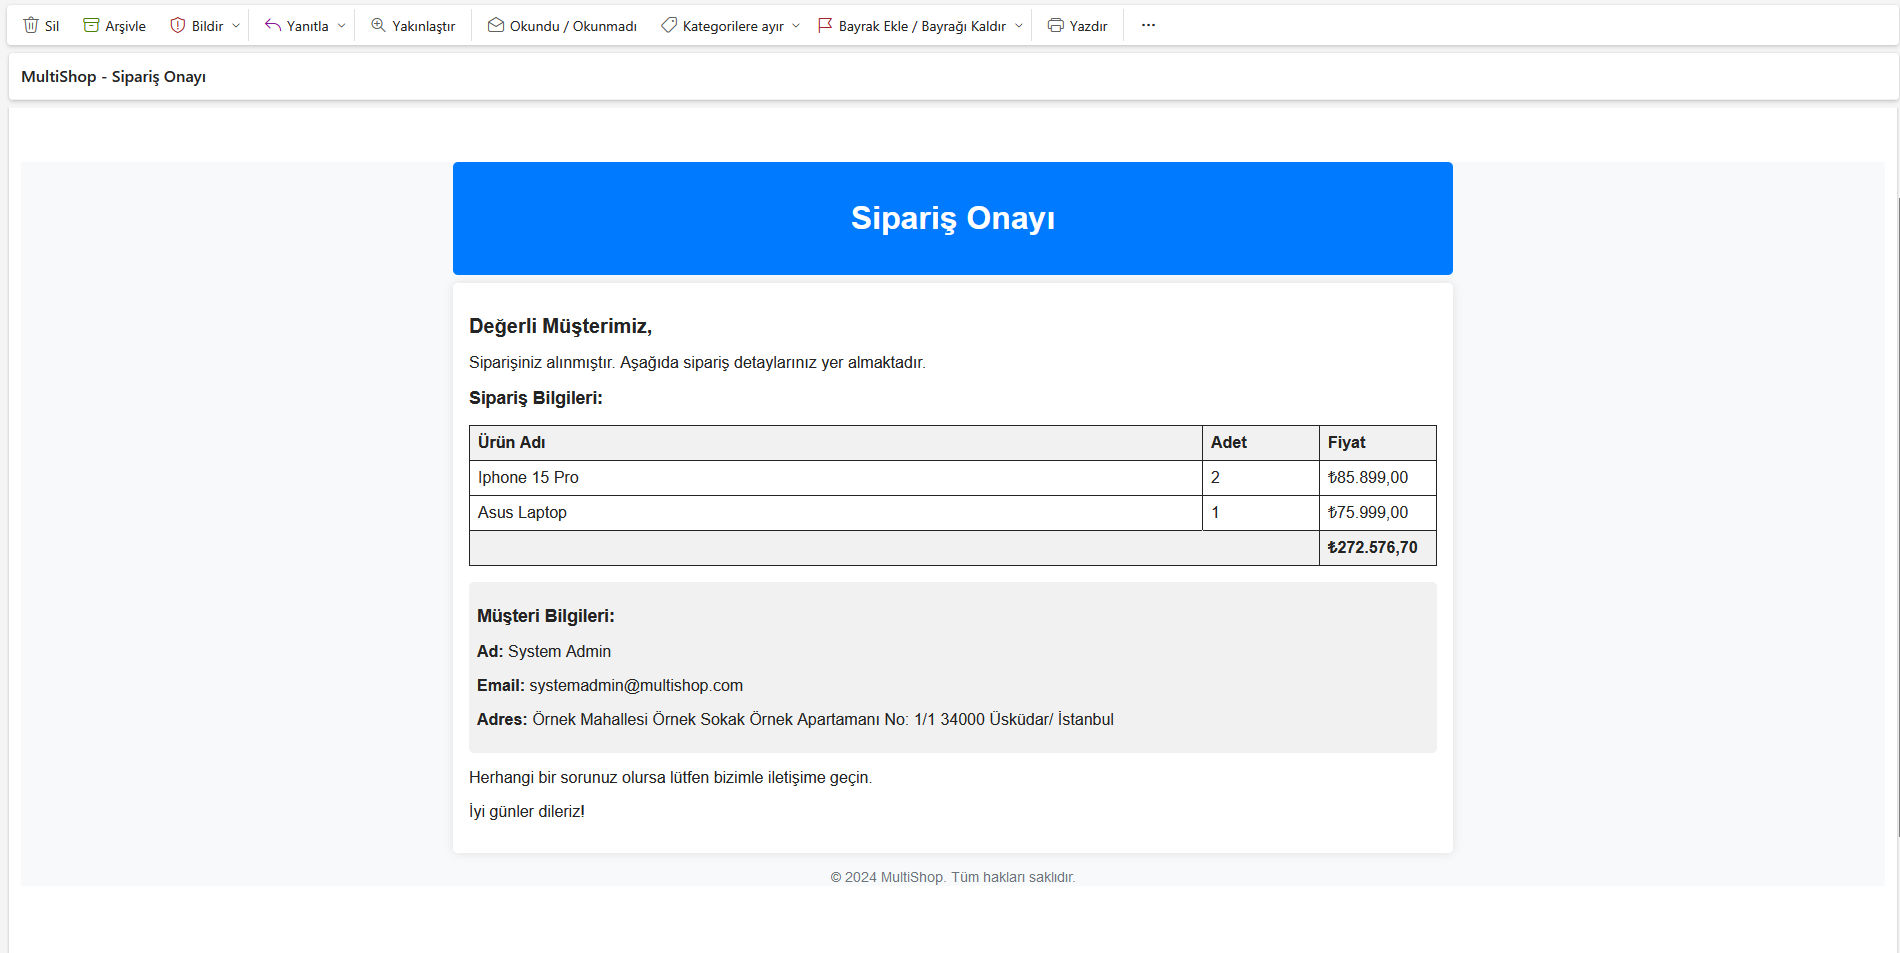 Sil Arşivle Bildir Yanıtla Yakınlaştır Okundu / Okunmadı Kategorilere ayır Bayrak Ekle / Bayrağı Kaldır Yazdır ...
MultiShop - Sipariş Onayı
Sipariş Onayı
Değerli Müşterimiz,
Siparişiniz alınmıştır. Aşağıda sipariş detaylarınız yer almaktadır.
Sipariş Bilgileri:
Ürün Adı Adet Fiyat
Iphone 15 Pro 2 ₺85.899,00
Asus Laptop 1 ₺75.999,00
₺272.576,70
Müşteri Bilgileri:
Ad: System Admin
Email: systemadmin@multishop.com
Adres: Örnek Mahallesi Örnek Sokak Örnek Apartamanı No: 1/1 34000 Üsküdar/ İstanbul
Herhangi bir sorunuz olursa lütfen bizimle iletişime geçin.
İyi günler dileriz!
© 2024 MultiShop. Tüm hakları saklıdır.